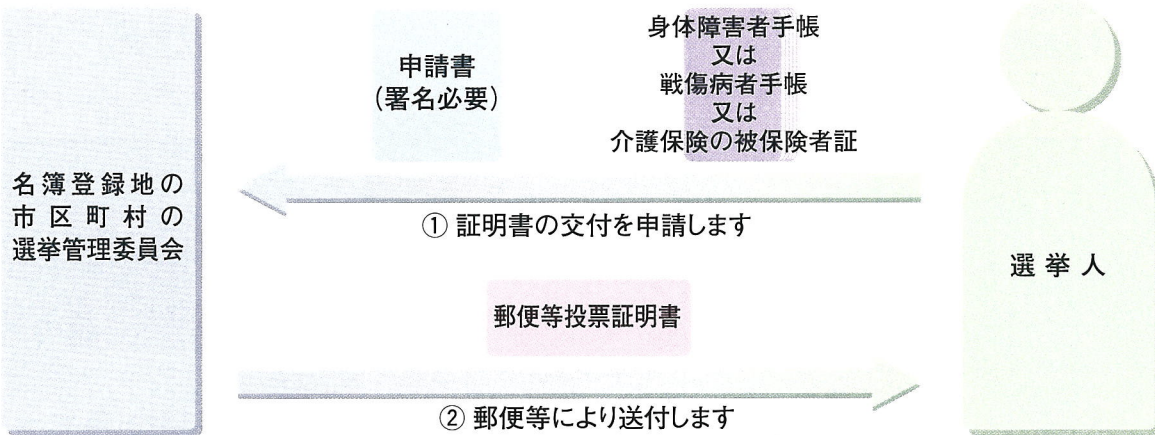 申請書
(署名必要)
身体障害者手帳
又は
戦傷病者手帳
又は
介護保険の被保険者証
名簿登録地の
市区町村の
選挙管理委員会
① 証明書の交付を申請します
選挙人
郵便等投票証明書
② 郵便等により送付します